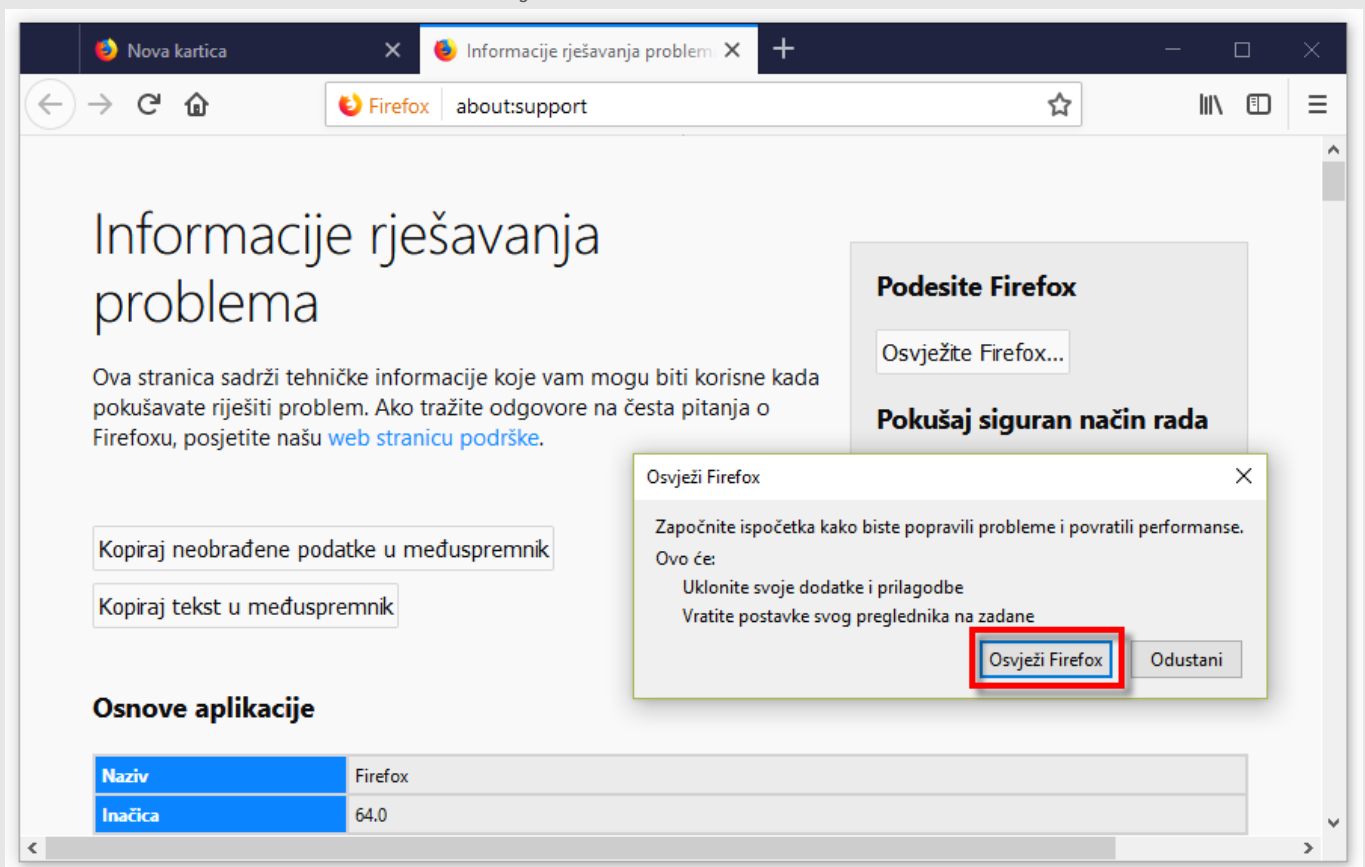 Nova kartica
Informacije rješavanja problem
Firefox
about:support
Informacije rješavanja
problema
Ova stranica sadrži tehničke informacije koje vam mogu biti korisne kada
pokušavate riješiti problem. Ako tražite odgovore na česta pitanja o
Firefoxu, posjetite našu web stranicu podrške.
Kopiraj neobrađene podatke u međuspremnik
Kopiraj tekst u međuspremnik
Podesite Firefox
Osvježite Firefox...
Pokušaj siguran način rada
Osvježi Firefox
Započnite ispočetka kako biste popravili probleme i povratili performanse.
Ovo će:
Uklonite svoje dodatke i prilagodbe
Vratite postavke svog preglednika na zadane
Osvježi Firefox
Odustani
Osnove aplikacije
Naziv
Firefox
Inačica
64.0